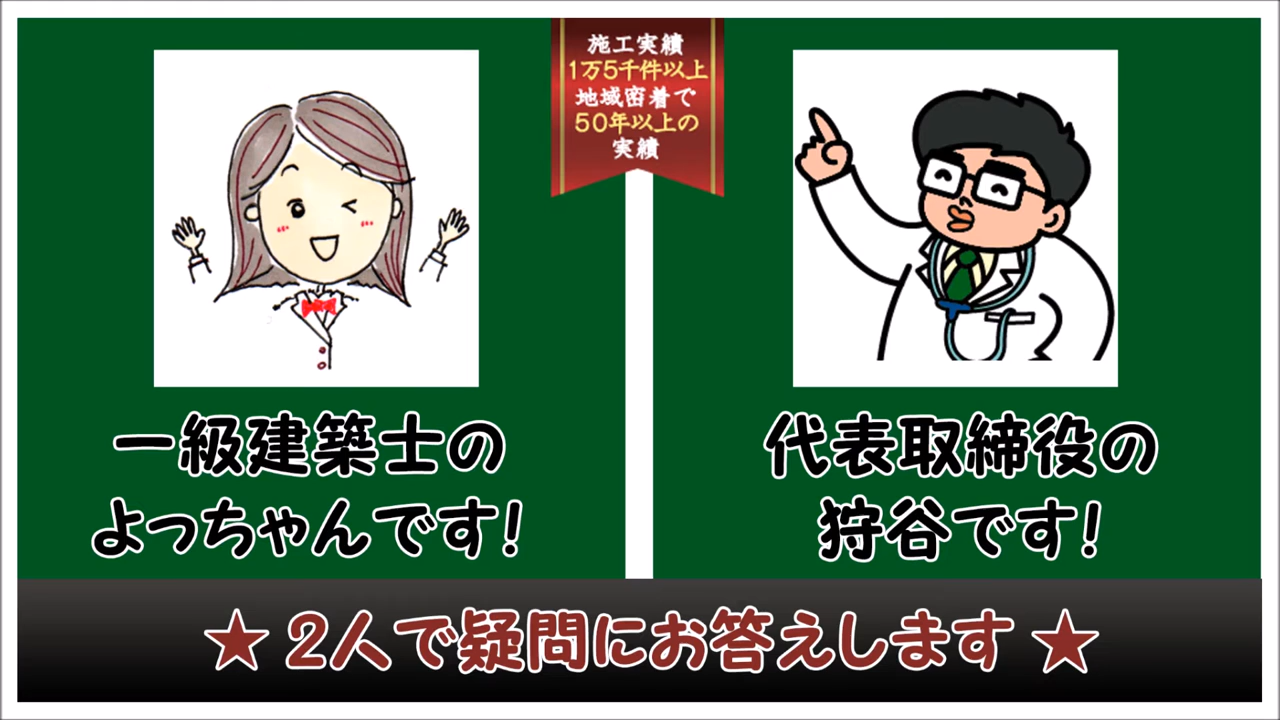 施工実績
1万5千件以上
地域密着で
50年以上の
実績
一級建築士の
よっちゃんです!
代表取締役の
狩谷です!
★ 2人で疑問にお答えします ★